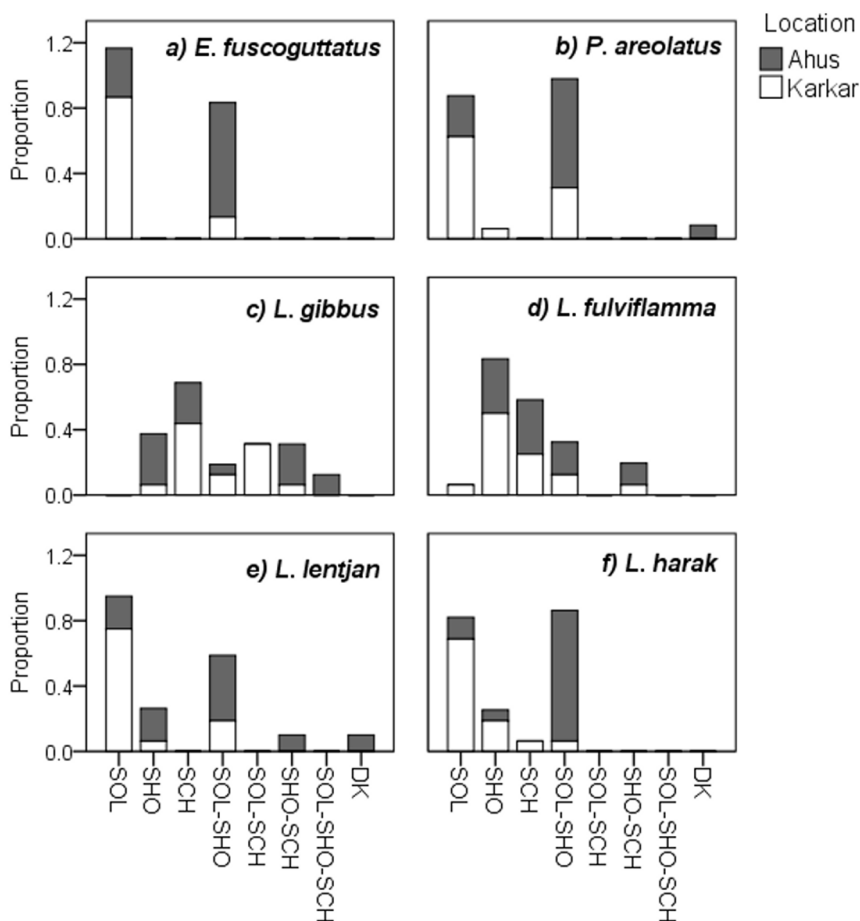 Location
Ahus
Karkar
a) E. fuscoguttatus
b) P. areolatus
Proportion
1.2
0.8
0.4
0.0
c) L. gibbus
d) L. fulviflamma
Proportion
1.2
0.8
0.4
0.0
e) L. lentjan
f) L. harak
Proportion
1.2
0.8
0.4
0.0
SOL
SHO
SCH
SOL-SHO
SOL-SCH
SHO-SCH
SOL-SHO-SCH
DK
SOL
SHO
SCH
SOL-SHO
SOL-SCH
SHO-SCH
SOL-SHO-SCH
DK